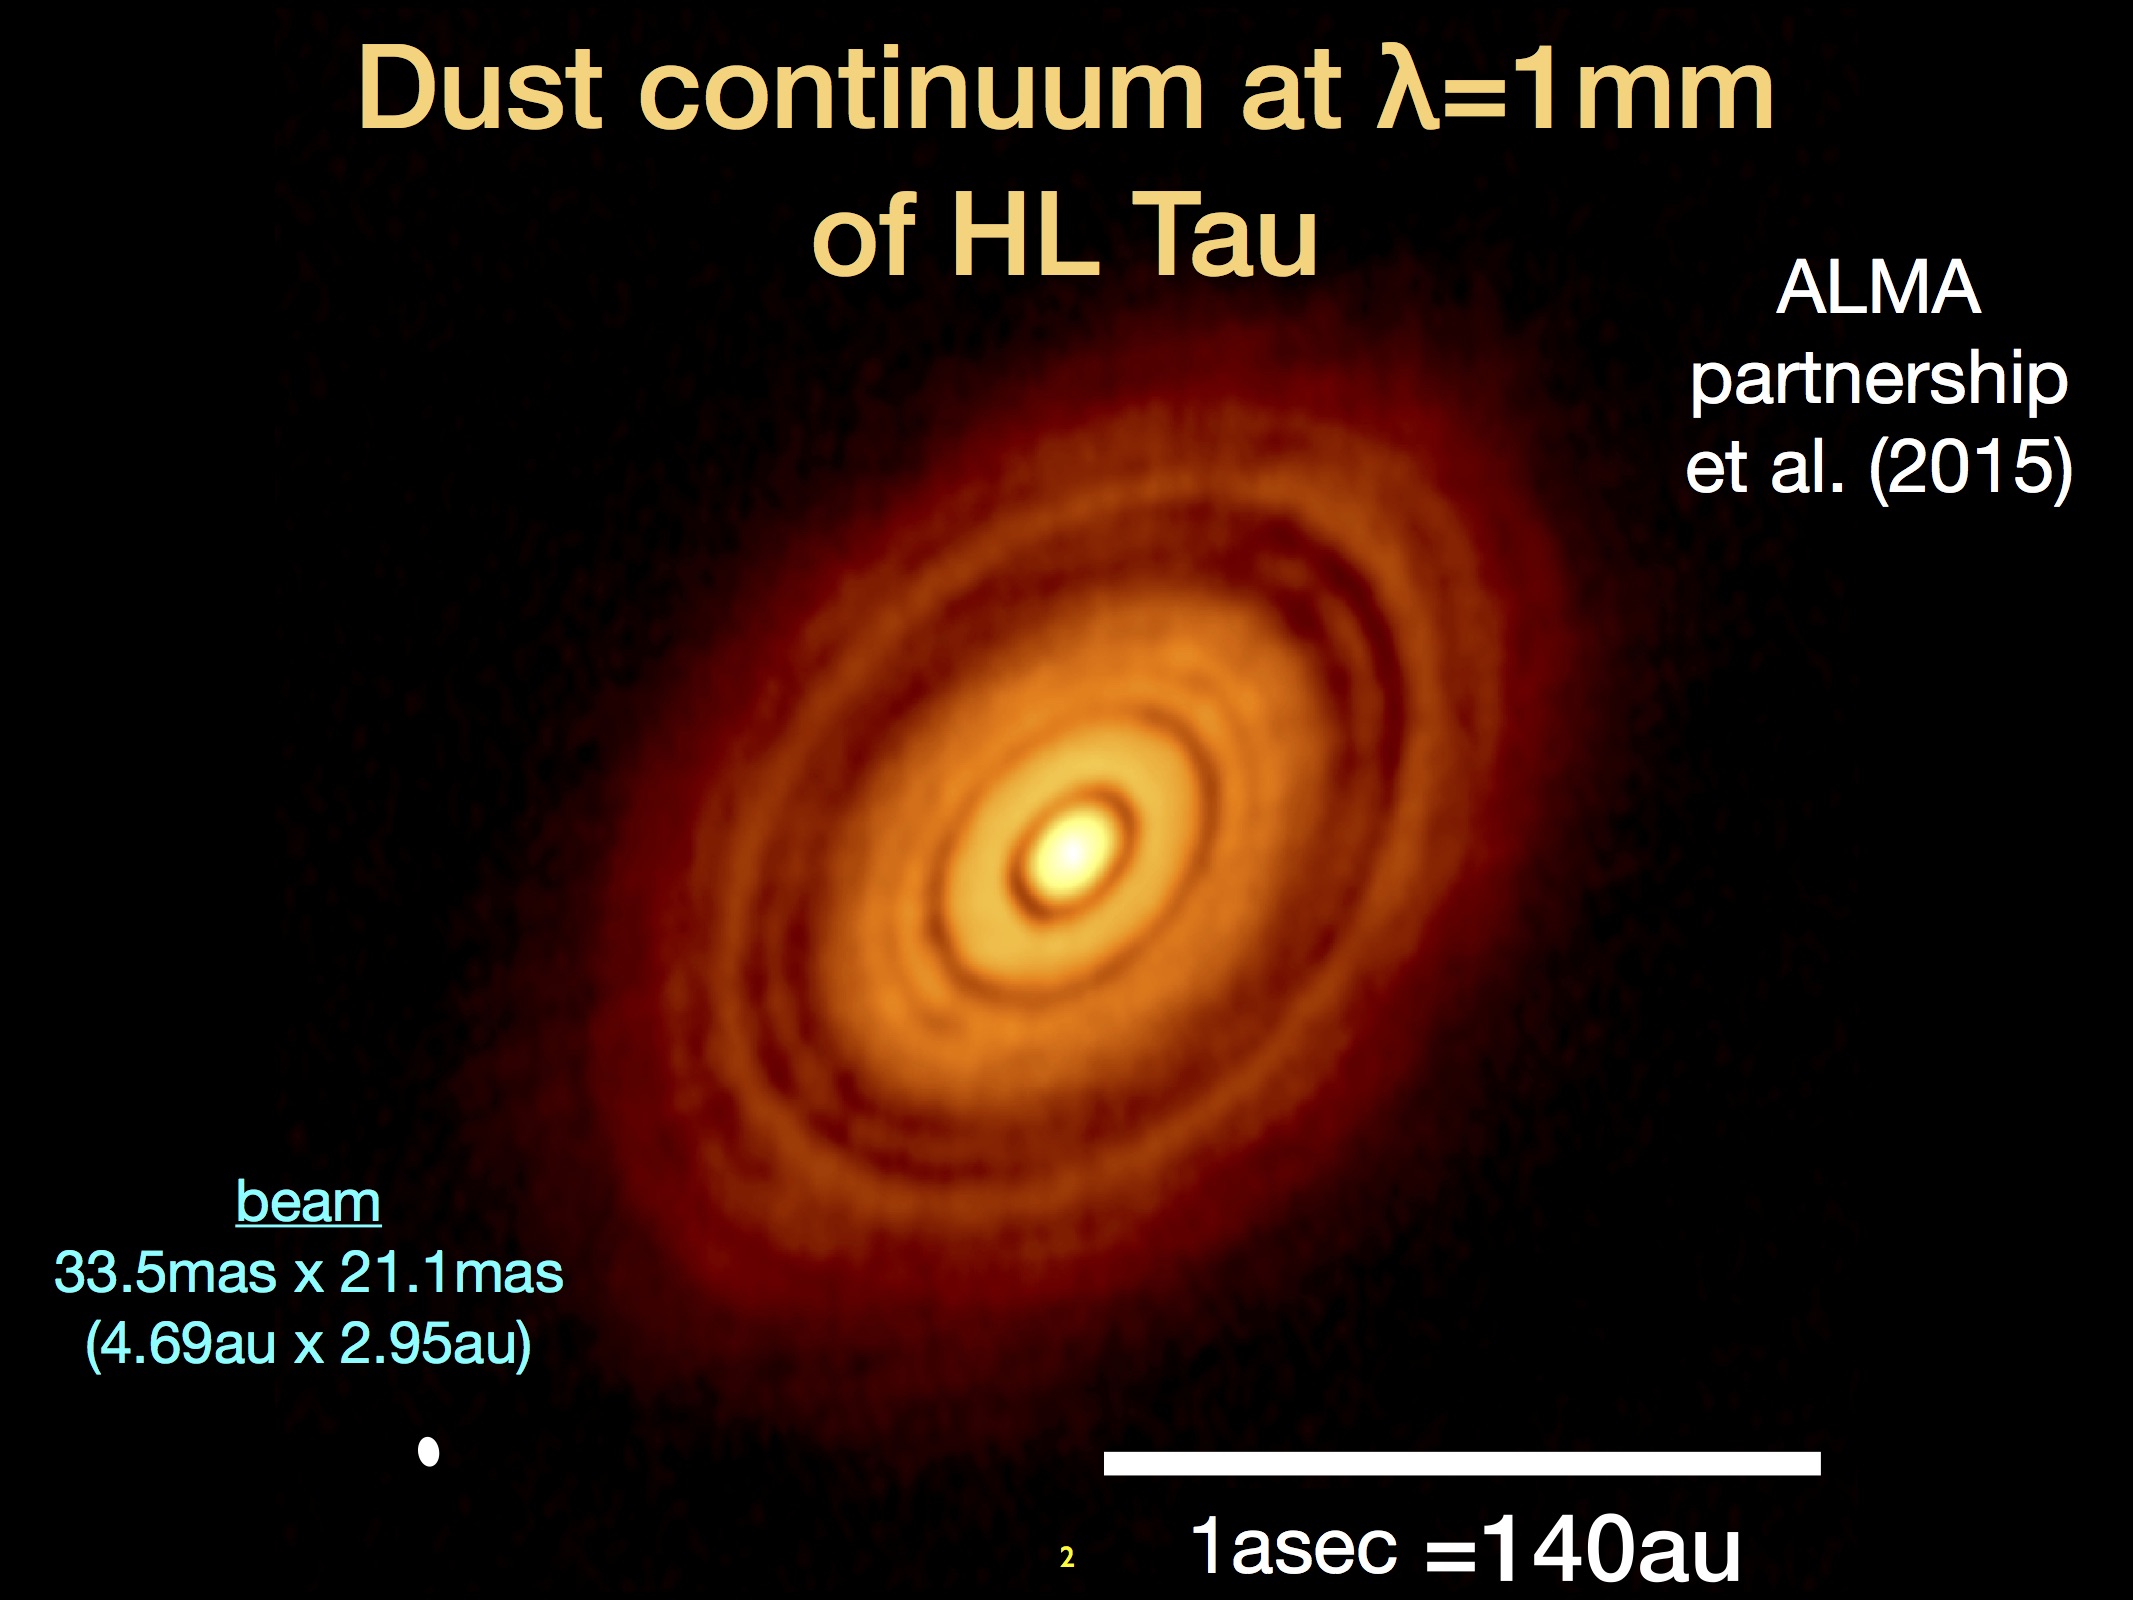 Dust continuum at λ=1mm
of HL Tau
ALMA
partnership
et al. (2015)
beam
33.5mas x 21.1mas
(4.69au x 2.95au)
1asec =140au
2